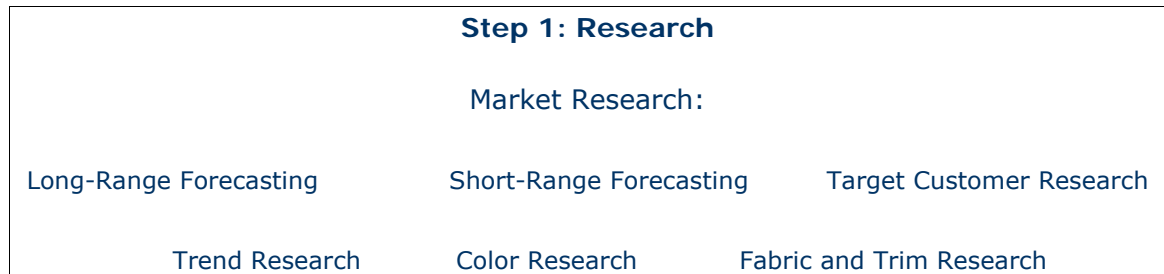 Step 1: Research
Market Research:
Long-Range Forecasting Short-Range Forecasting Target Customer Research
Trend Research Color Research Fabric and Trim Research